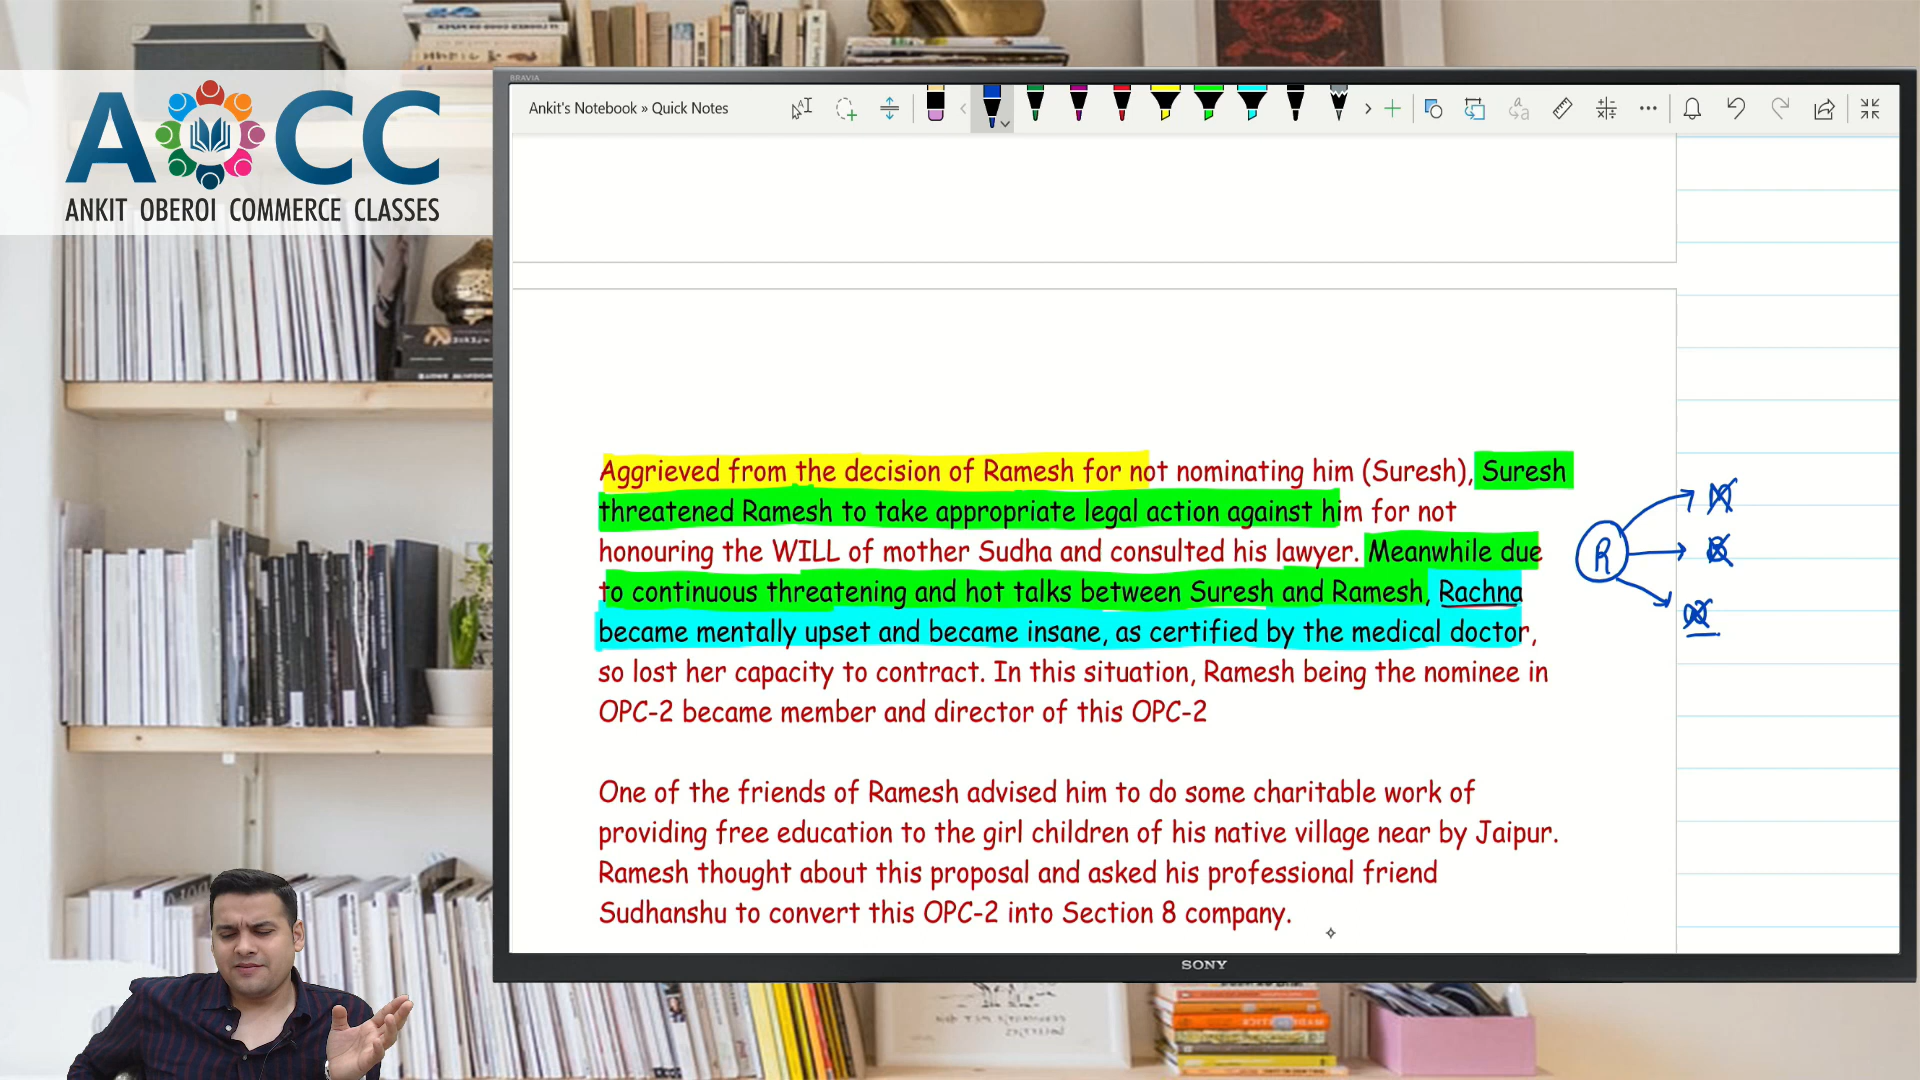 BRAVIA
AOCC
ANKIT OBEROI COMMERCE CLASSES
Ankit's Notebook » Quick Notes
Aggrieved from the decision of Ramesh for not nominating him (Suresh), Suresh
threatened Ramesh to take appropriate legal action against him for not
honouring the WILL of mother Sudha and consulted his lawyer. Meanwhile due
to continuous threatening and hot talks between Suresh and Ramesh, Rachna
became mentally upset and became insane, as certified by the medical doctor,
so lost her capacity to contract. In this situation, Ramesh being the nominee in
OPC-2 became member and director of this OPC-2
R
One of the friends of Ramesh advised him to do some charitable work of
providing free education to the girl children of his native village near by Jaipur.
Ramesh thought about this proposal and asked his professional friend
Sudhanshu to convert this OPC-2 into Section 8 company.
SONY